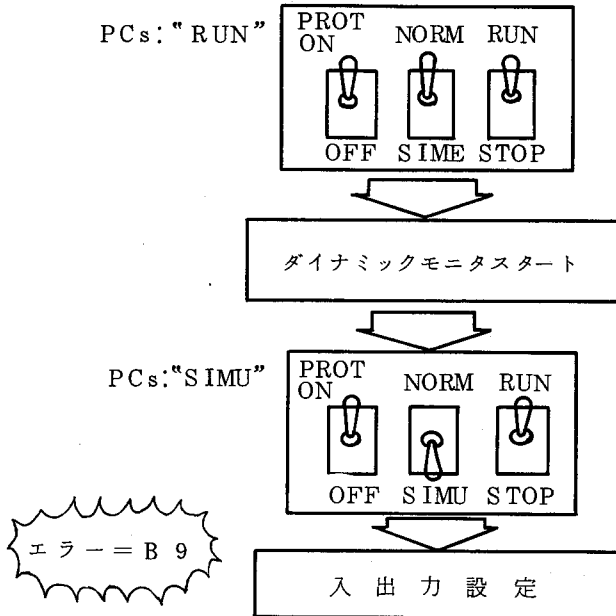 PCs:"RUN"
PROT
ON NORM RUN
OFF SIME STOP
ダイナミックモニタスタート
PCs:"SIMU"
PROT
ON NORM RUN
OFF SIMU STOP
エラー=B9
入出力設定